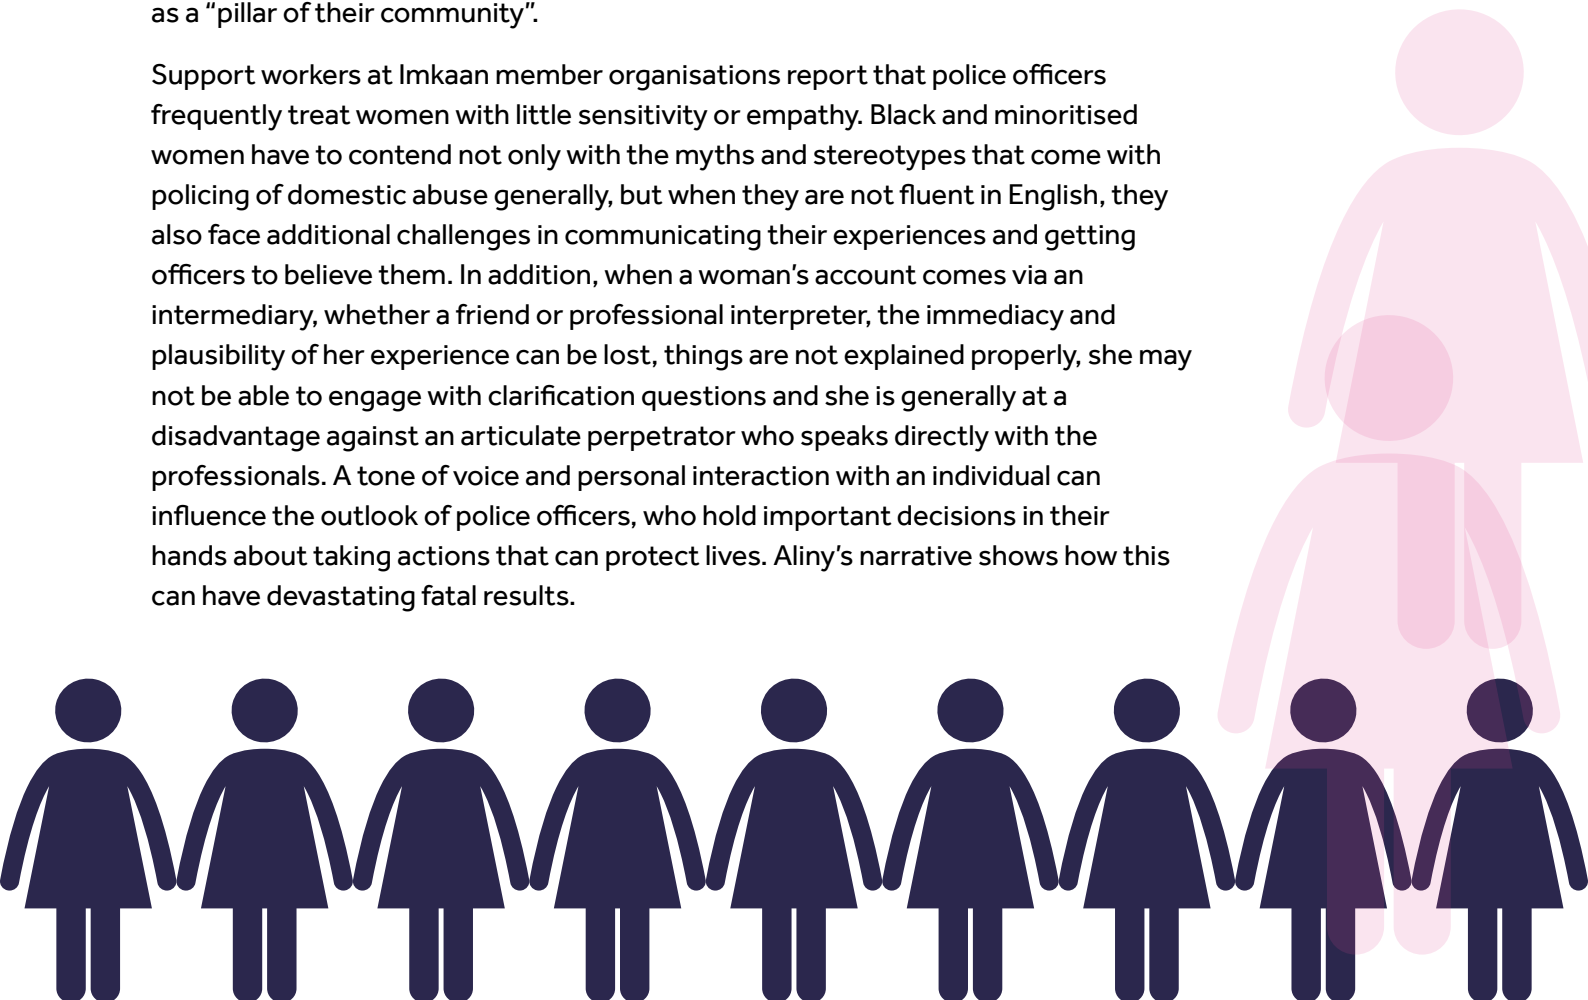 as a “pillar of their community”.
Support workers at Imkaan member organisations report that police officers
frequently treat women with little sensitivity or empathy. Black and minoritised
women have to contend not only with the myths and stereotypes that come with
policing of domestic abuse generally, but when they are not fluent in English, they
also face additional challenges in communicating their experiences and getting
officers to believe them. In addition, when a woman’s account comes via an
intermediary, whether a friend or professional interpreter, the immediacy and
plausibility of her experience can be lost, things are not explained properly, she may
not be able to engage with clarification questions and she is generally at a
disadvantage against an articulate perpetrator who speaks directly with the
professionals. A tone of voice and personal interaction with an individual can
influence the outlook of police officers, who hold important decisions in their
hands about taking actions that can protect lives. Aliny’s narrative shows how this
can have devastating fatal results.